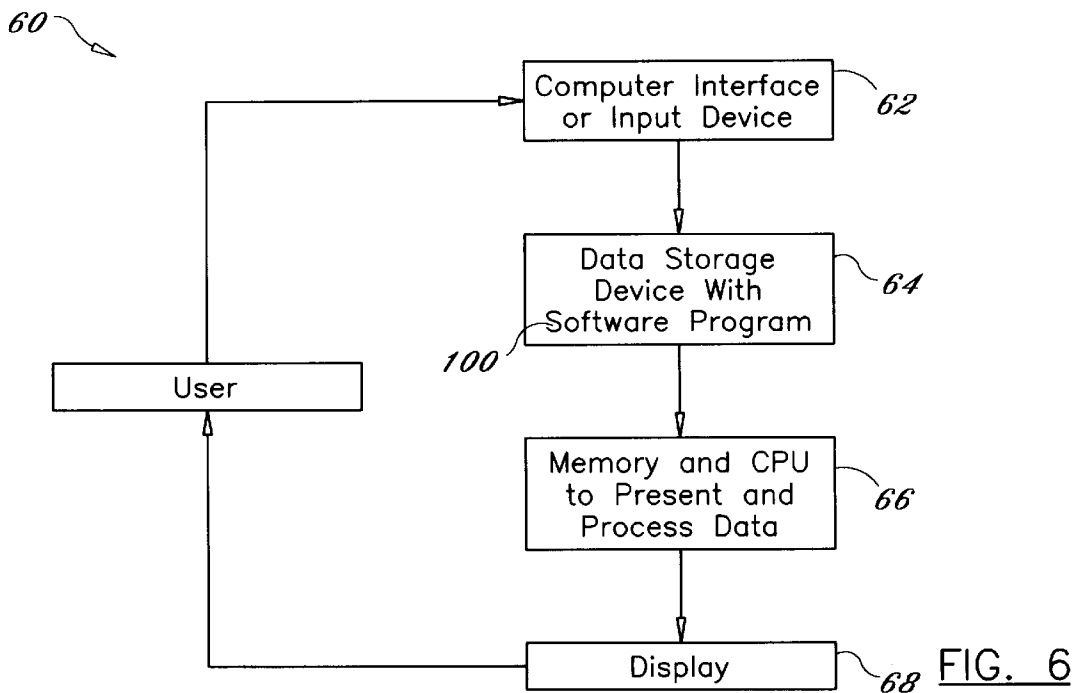 60
Computer Interface
or Input Device
62
Data Storage
Device With
Software Program
64
100
User
Memory and CPU
to Present and
Process Data
66
Display
68
FIG. 6